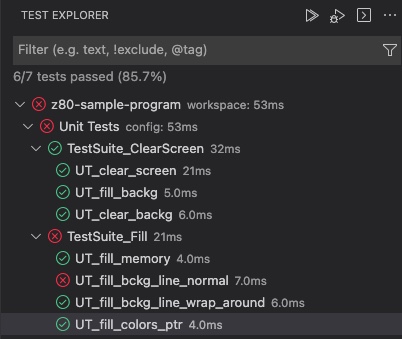 TEST EXPLORER
Filter (e.g. text, !exclude, @tag)
6/7 tests passed (85.7%)
z80-sample-program workspace: 53ms
Unit Tests config: 53ms
TestSuite_ClearScreen 32ms
UT_clear_screen 21ms
UT_fill_backg 5.0ms
UT_clear_backg 6.0ms
TestSuite_Fill 21ms
UT_fill_memory 4.0ms
UT_fill_bckg_line_normal 7.0ms
UT_fill_bckg_line_wrap_around 6.0ms
UT_fill_colors_ptr 4.0ms